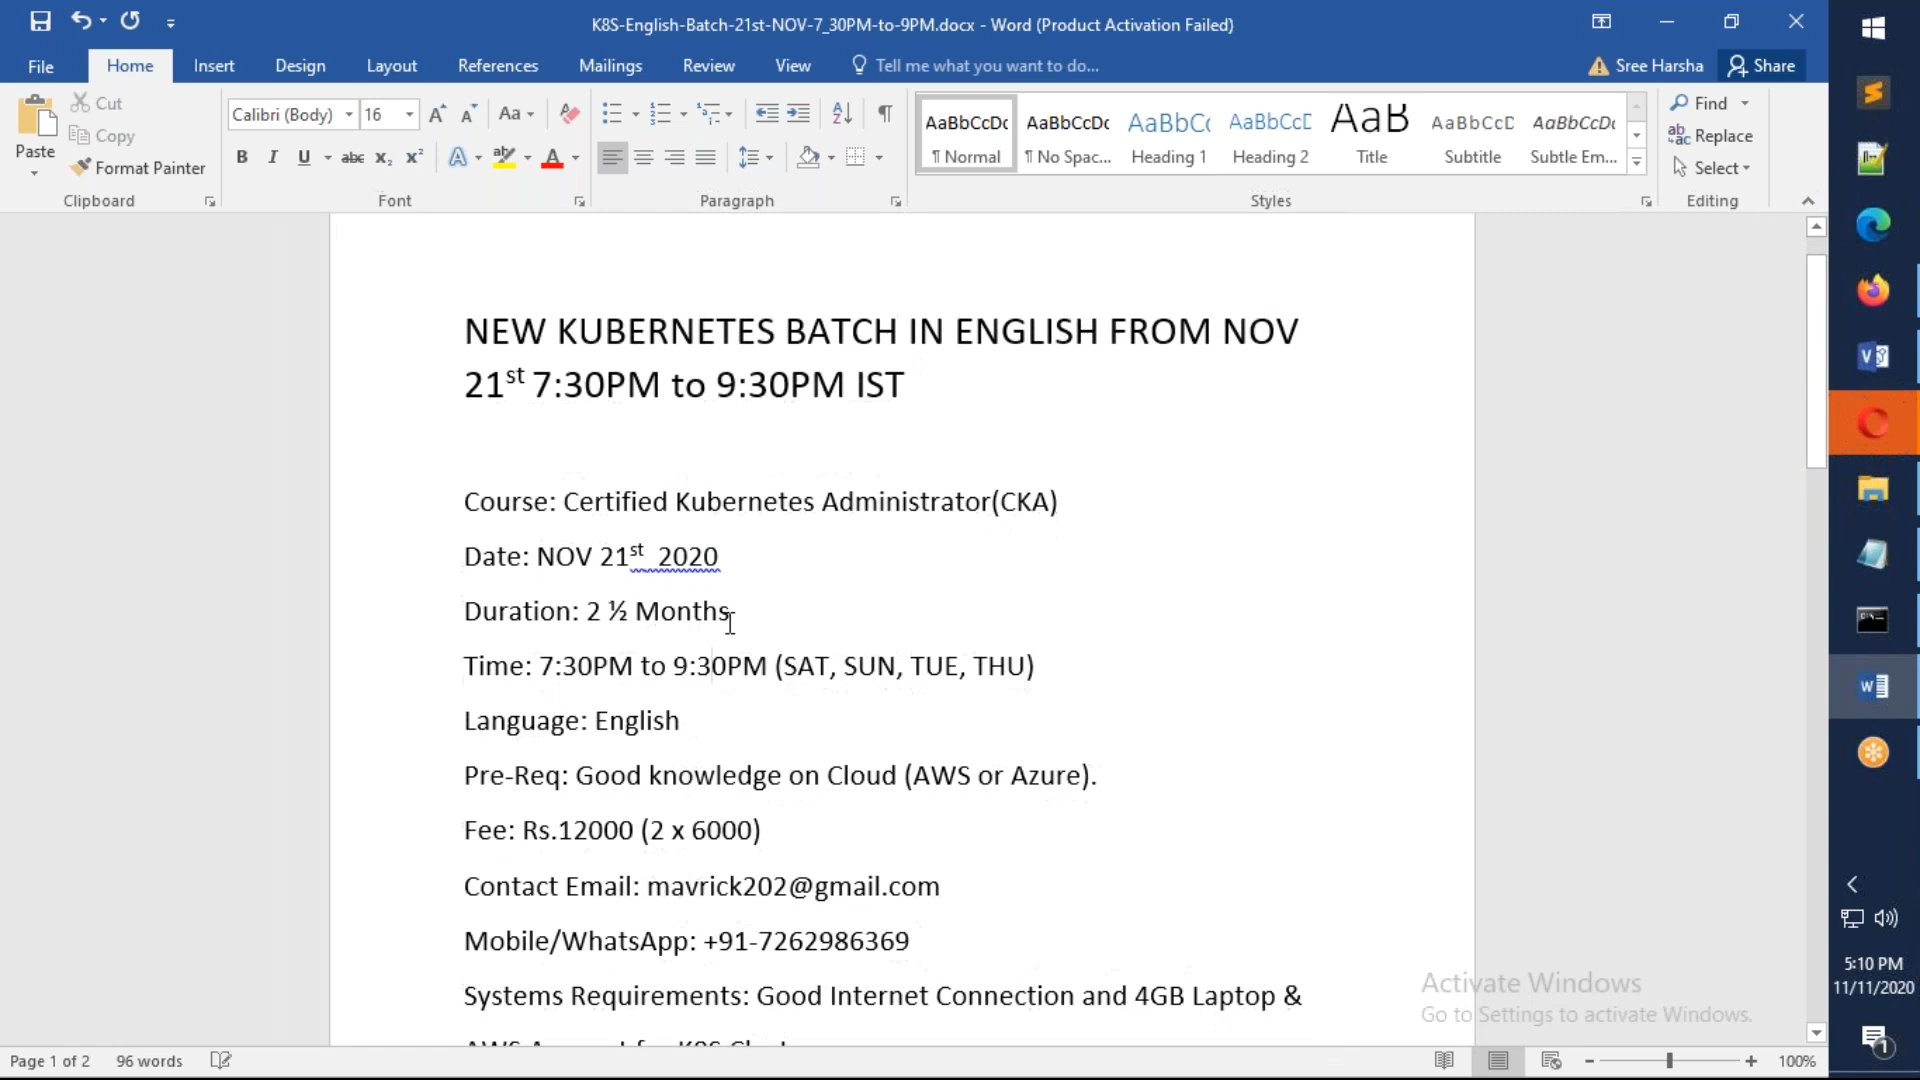 K8S-English-Batch-21st-NOV-7_30PM-to-9PM.docx - Word (Product Activation Failed)
File Home Insert Design Layout References Mailings Review View Tell me what you want to do... Sree Harsha Share
Cut
Copy
Paste
Format Painter
Clipboard
Calibri (Body) 16
Font
Paragraph
AaBbCcDc AaBbCcDc AaBbCc AaBbCcD AaB AaBbCcD AaBbCcDc
¶ Normal ¶ No Spac... Heading 1 Heading 2 Title Subtitle Subtle Em...
Styles
Find
Replace
Select
Editing
NEW KUBERNETES BATCH IN ENGLISH FROM NOV
21st 7:30PM to 9:30PM IST
Course: Certified Kubernetes Administrator(CKA)
Date: NOV 21st 2020
Duration: 2 ½ Months
Time: 7:30PM to 9:30PM (SAT, SUN, TUE, THU)
Language: English
Pre-Req: Good knowledge on Cloud (AWS or Azure).
Fee: Rs.12000 (2 x 6000)
Contact Email: mavrick202@gmail.com
Mobile/WhatsApp: +91-7262986369
Systems Requirements: Good Internet Connection and 4GB Laptop &
Activate Windows
Go to Settings to activate Windows.
Page 1 of 2 96 words 100%
5:10 PM
11/11/2020
1